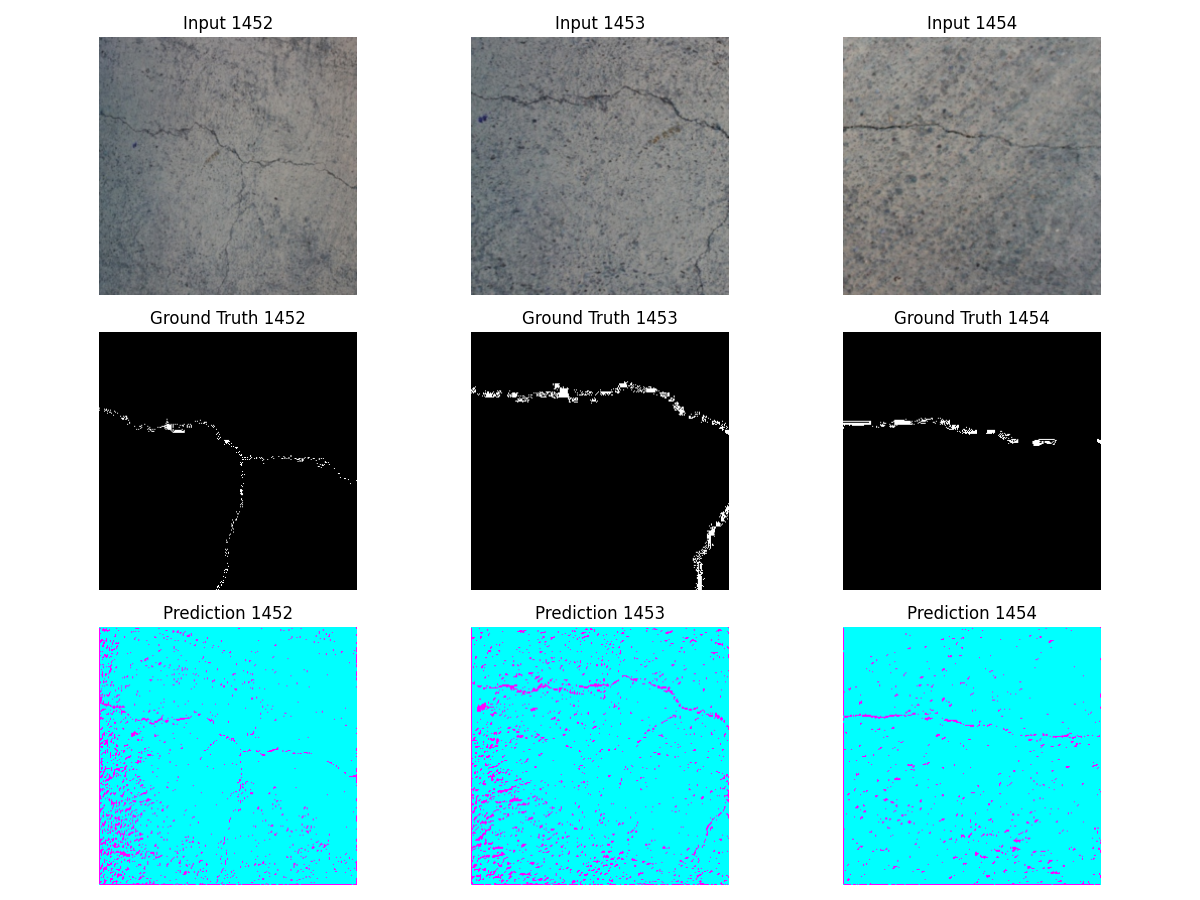 Input 1452
Input 1453
Input 1454
Ground Truth 1452
Ground Truth 1453
Ground Truth 1454
Prediction 1452
Prediction 1453
Prediction 1454